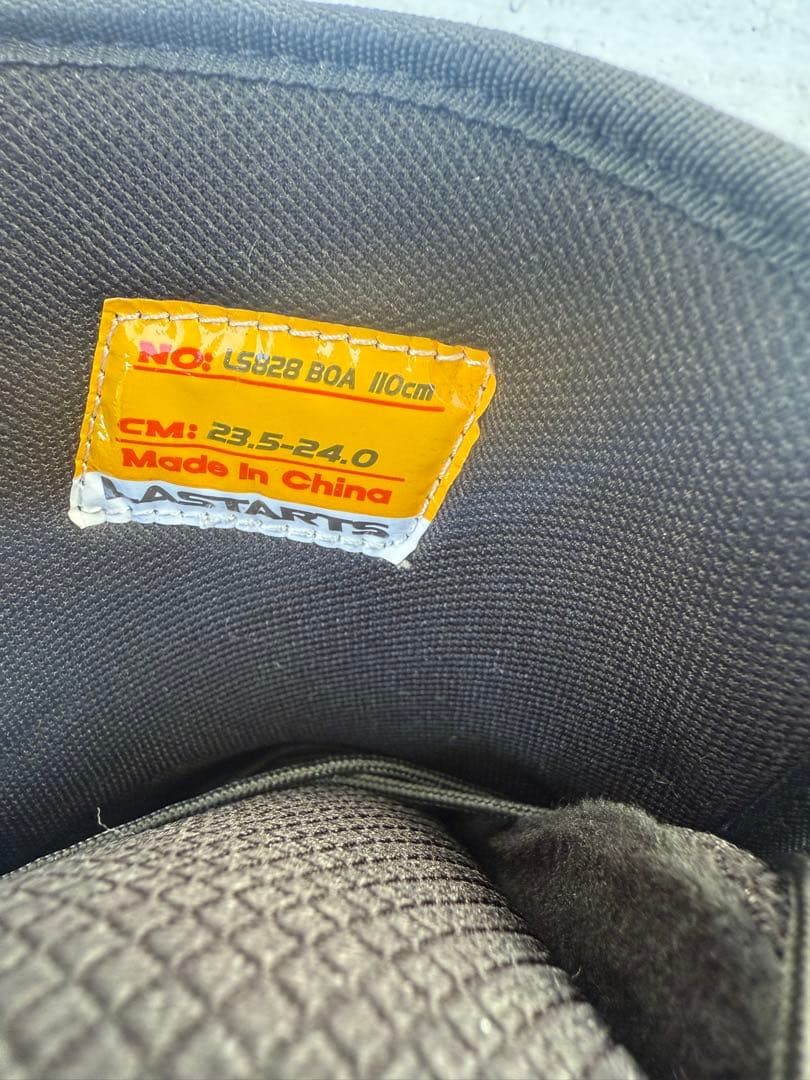 NO: LS828 BOA 110cm
CM: 23.5-24.0
Made In China
LASTARTS